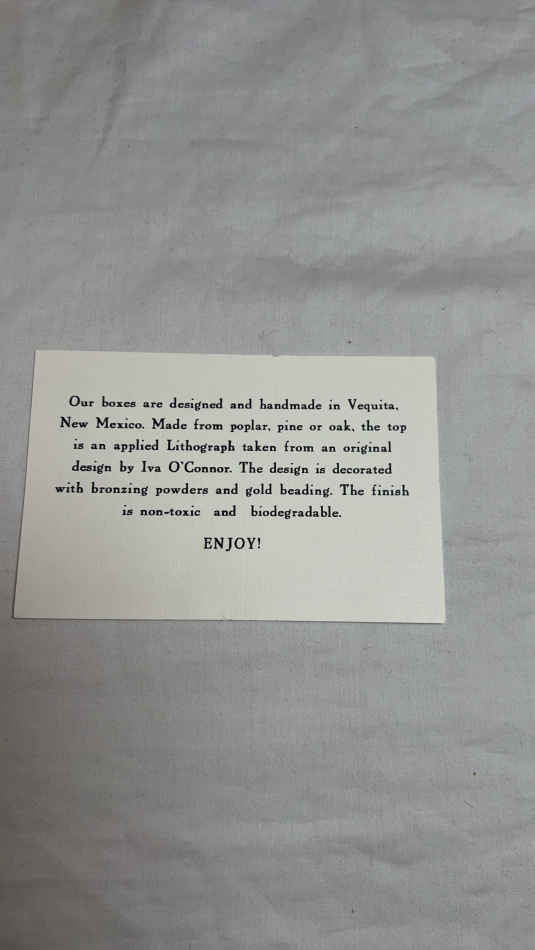 Our boxes are designed and handmade in Vequita,
New Mexico. Made from poplar, pine or oak, the top
is an applied Lithograph taken from an original
design by Iva O'Connor. The design is decorated
with bronzing powders and gold beading. The finish
is non-toxic and biodegradable.
ENJOY!